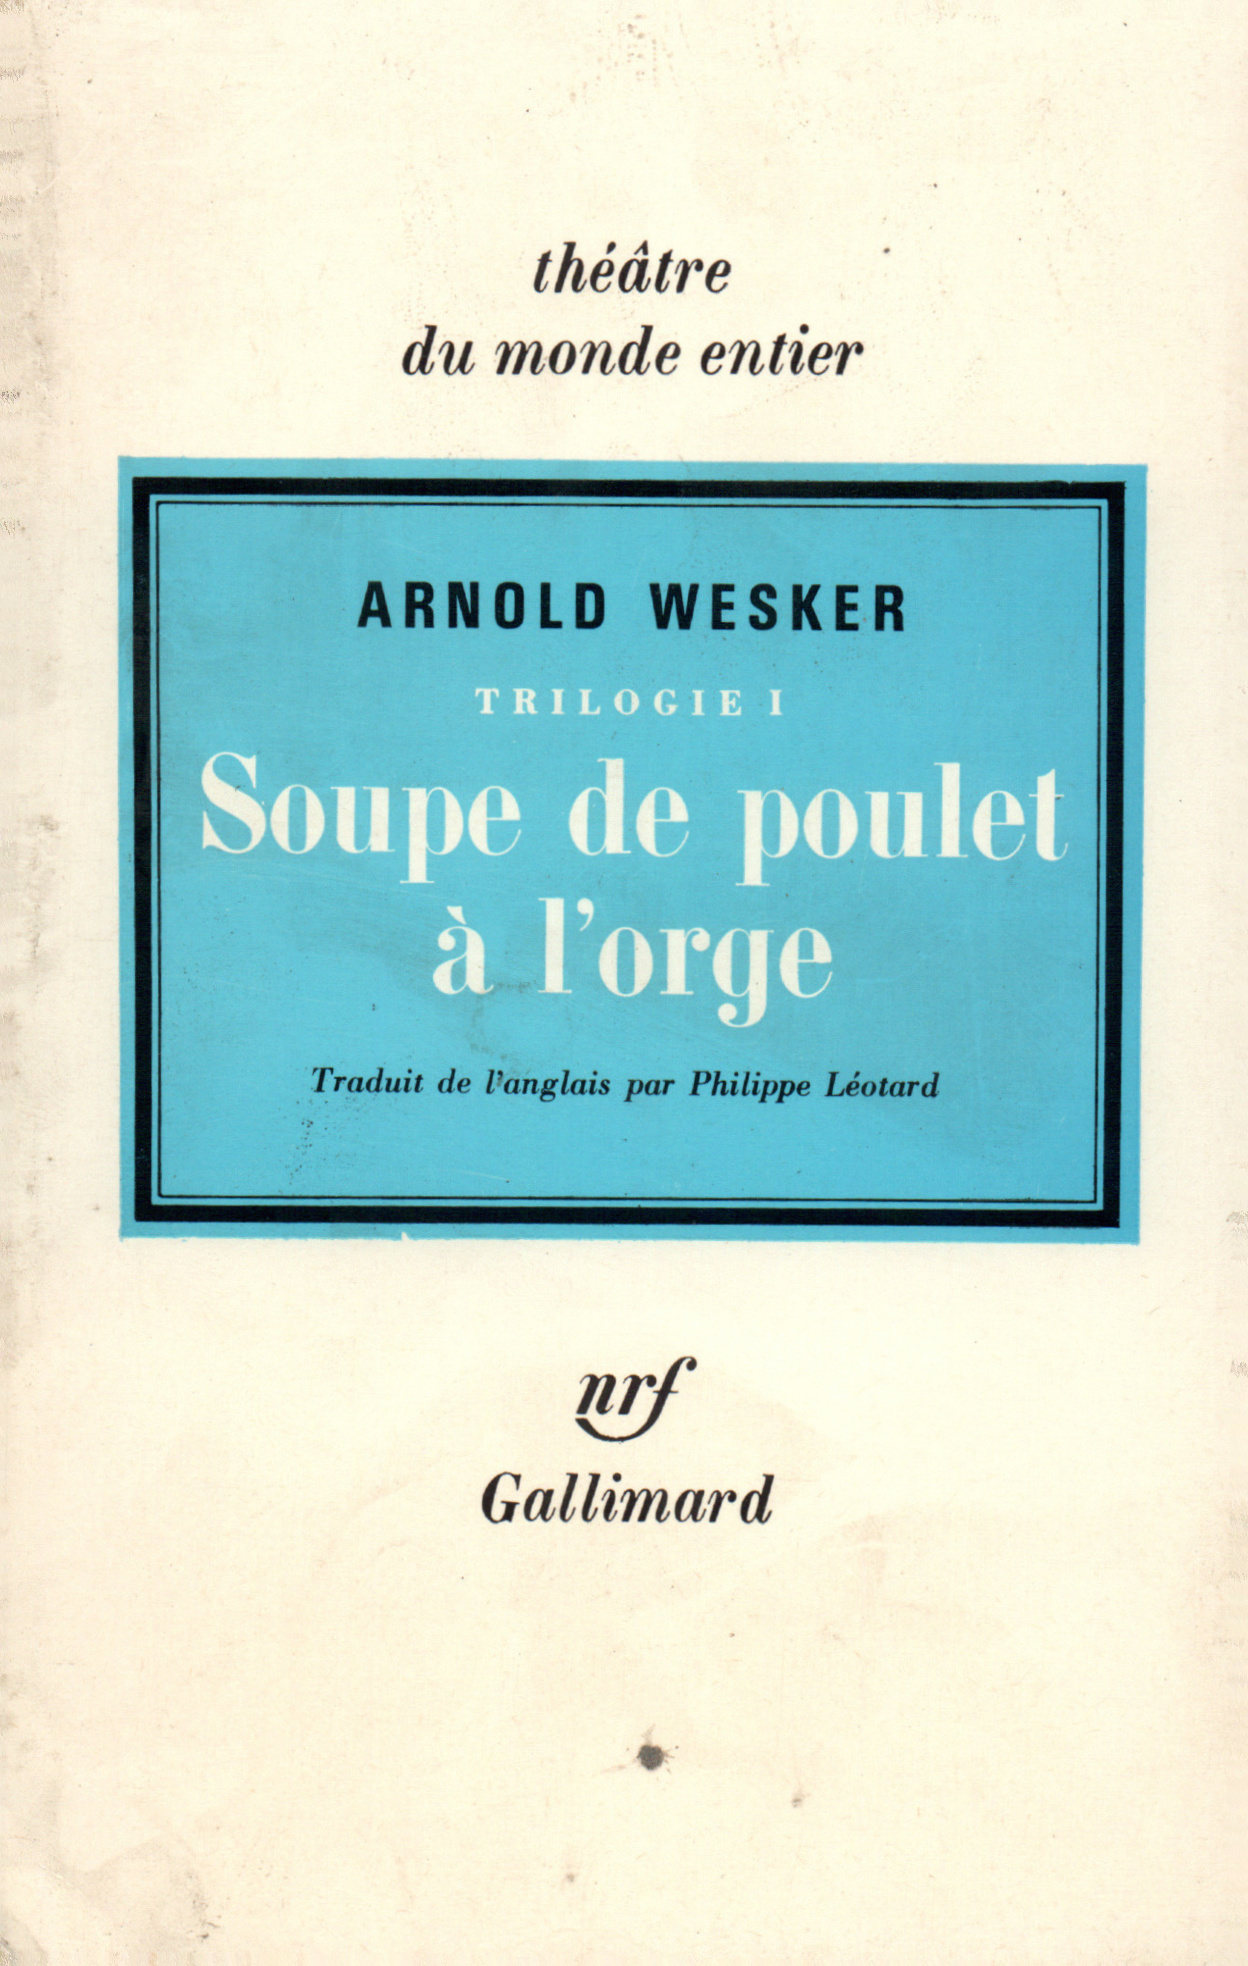 théâtre
du monde entier
ARNOLD WESKER
TRILOGIE I
Soupe de poulet
à l'orge
Traduit de l'anglais par Philippe Léotard
nrf
Gallimard